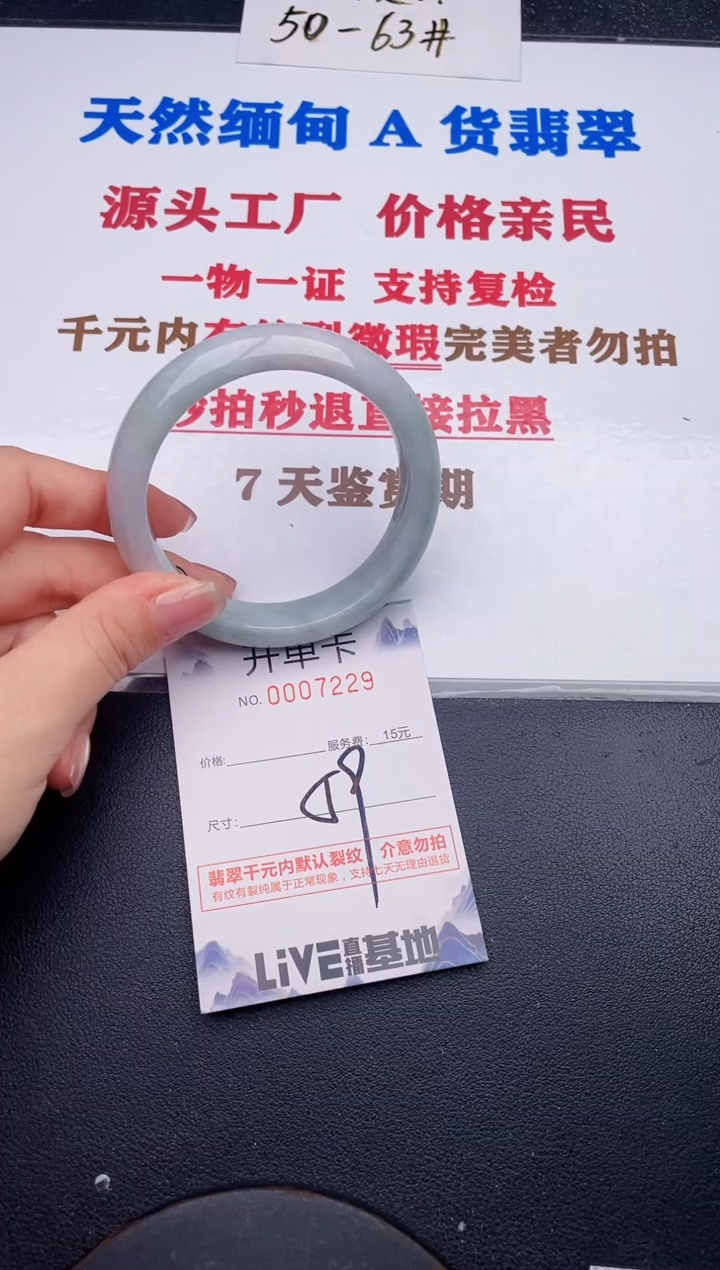 50-63#
天然缅甸A货翡翠
源头工厂 价格亲民
一物一证 支持复检
千元内 微瑕完美者勿拍
秒拍秒退直接拉黑
7天鉴赏期
开单卡
NO. 0007229
价格: 服务费: 15元
尺寸:
翡翠千元内默认裂纹 介意勿拍
有纹有裂纯属于正常现象，支持七天无理由退货
LiVE直播基地